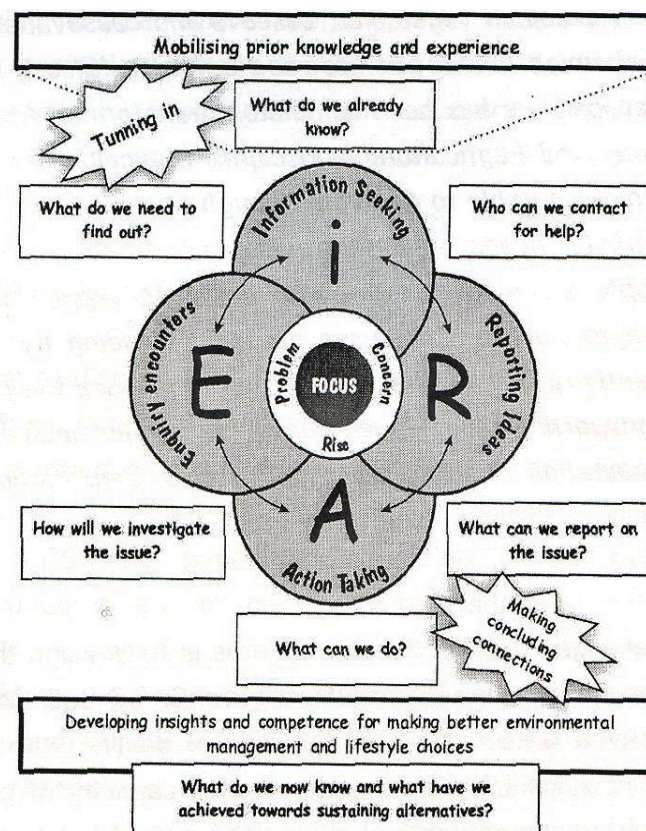 Mobilising prior knowledge and experience
Tunning in
What do we already
know?
What do we need to
find out?
Who can we contact
for help?
Information Seeking
i
Enquiry encounters
E
Problem
Concern
FOCUS
Rise
R
Reporting Ideas
A
Action Taking
How will we investigate
the issue?
What can we report on
the issue?
What can we do?
Making
concluding
connections
Developing insights and competence for making better environmental
management and lifestyle choices
What do we now know and what have we
achieved towards sustaining alternatives?